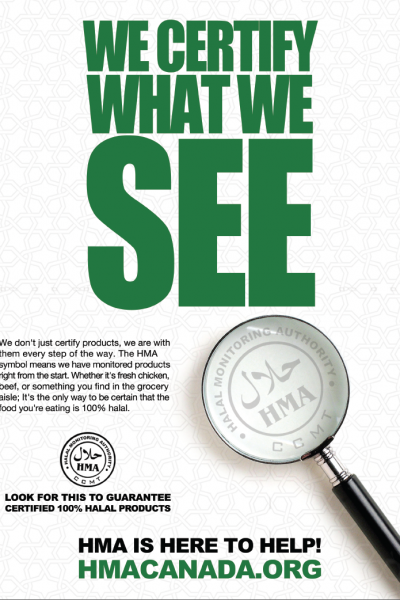 WE CERTIFY
WHAT WE
SEE
We don't just certify products, we are with
them every step of the way. The HMA
symbol means we have monitored products
right from the start. Whether it's fresh chicken,
beef, or something you find in the grocery
aisle; It's the only way to be certain that the
food you're eating is 100% halal.
HALAL MONITORING AUTHORITY
حلال
HMA
CCMT
HALAL MONITORING AUTHORITY
حلال
HMA
CCMT
LOOK FOR THIS TO GUARANTEE
CERTIFIED 100% HALAL PRODUCTS
HMA IS HERE TO HELP!
HMACANADA.ORG